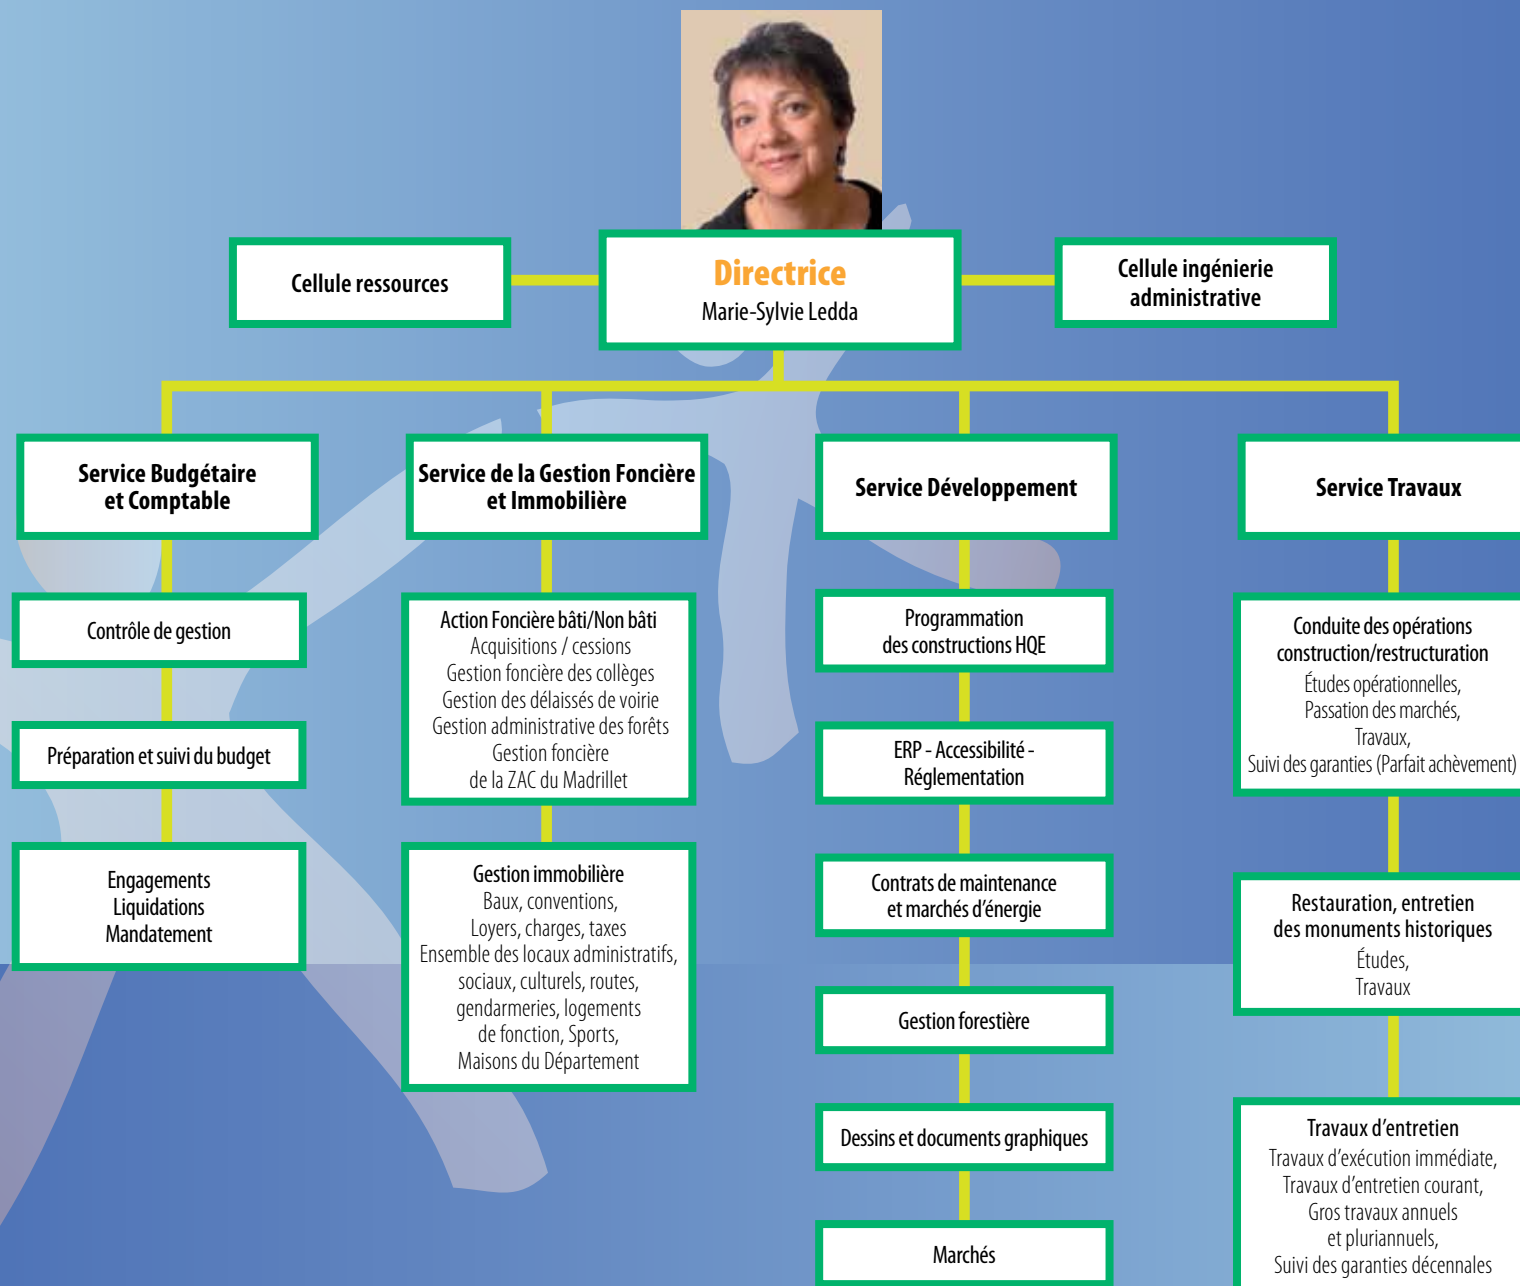 Directrice
Marie-Sylvie Ledda
Cellule ressources
Cellule ingénierie
administrative
Service Budgétaire
et Comptable
Contrôle de gestion
Préparation et suivi du budget
Engagements
Liquidations
Mandatement
Service de la Gestion Foncière
et Immobilière
Action Foncière bâti/Non bâti
Acquisitions / cessions
Gestion foncière des collèges
Gestion des délaissés de voirie
Gestion administrative des forêts
Gestion foncière
de la ZAC du Madrillet
Gestion immobilière
Baux, conventions,
Loyers, charges, taxes
Ensemble des locaux administratifs,
sociaux, culturels, routes,
gendarmeries, logements
de fonction, Sports,
Maisons du Département
Service Développement
Programmation
des constructions HQE
ERP - Accessibilité -
Réglementation
Contrats de maintenance
et marchés d’énergie
Gestion forestière
Dessins et documents graphiques
Marchés
Service Travaux
Conduite des opérations
construction/restructuration
Études opérationnelles,
Passation des marchés,
Travaux,
Suivi des garanties (Parfait achèvement)
Restauration, entretien
des monuments historiques
Études,
Travaux
Travaux d’entretien
Travaux d’exécution immédiate,
Travaux d’entretien courant,
Gros travaux annuels
et pluriannuels,
Suivi des garanties décennales